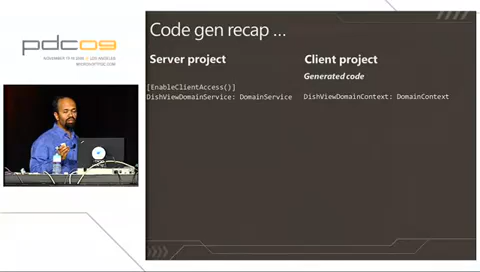 pdc09
NOVEMBER 17-19 2009 | LOS ANGELES
MICROSOFTPDC.COM
Code gen recap ...
Server project
[EnableClientAccess()]
DishViewDomainService: DomainService
Client project
Generated code
DishViewDomainContext: DomainContext